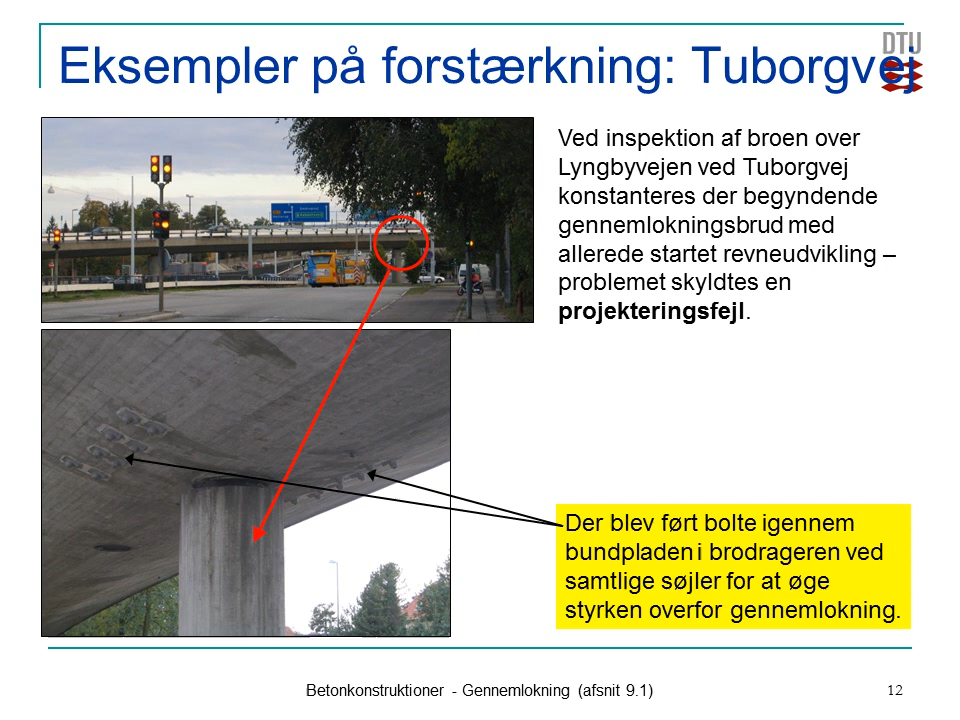 Eksempler på forstærkning: Tuborgvej
DTU
Ved inspektion af broen over
Lyngbyvejen ved Tuborgvej
konstanteres der begyndende
gennemlokningsbrud med
allerede startet revneudvikling –
problemet skyldtes en
projekteringsfejl.
Der blev ført bolte igennem
bundpladen i brodrageren ved
samtlige søjler for at øge
styrken overfor gennemlokning.
Betonkonstruktioner - Gennemlokning (afsnit 9.1)
12